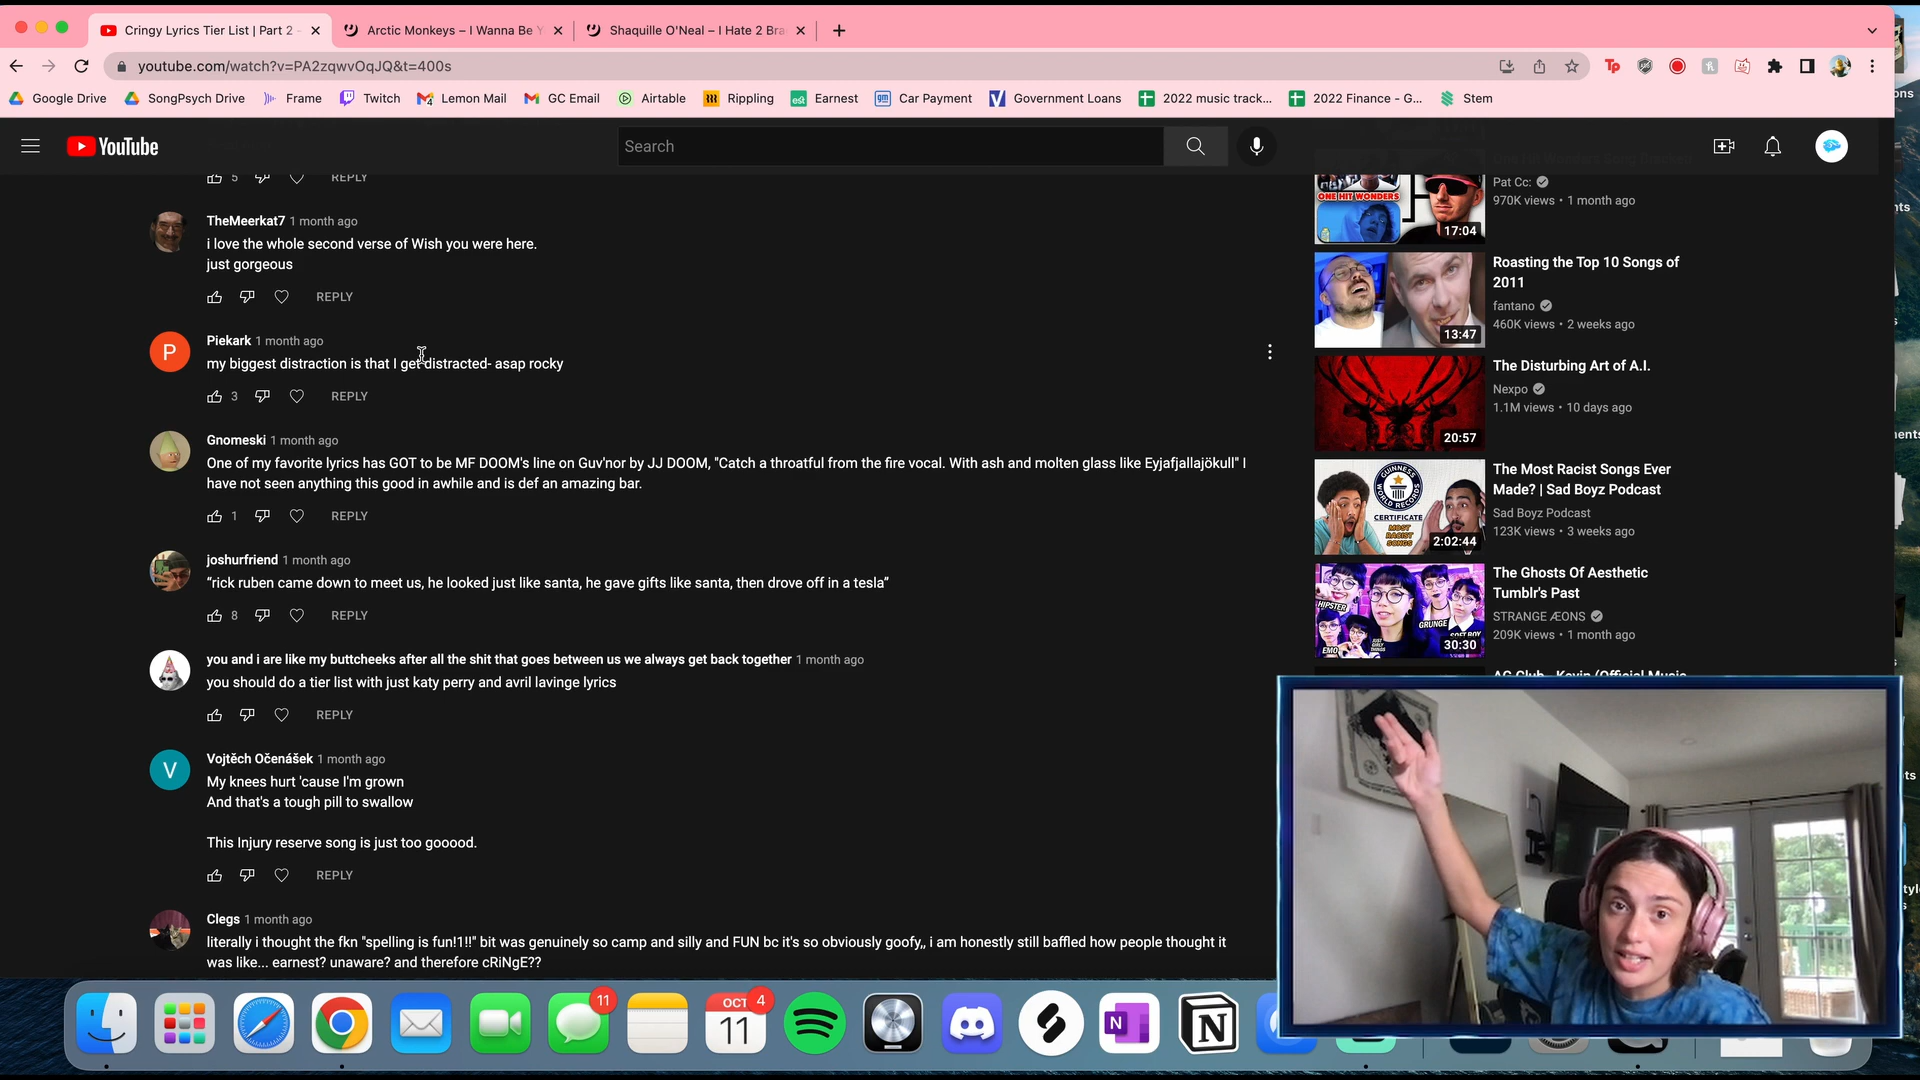 Cringy Lyrics Tier List | Part 2 -
Arctic Monkeys – I Wanna Be Y
Shaquille O'Neal – I Hate 2 Bra
youtube.com/watch?v=PA2zqwvOqJQ&t=400s
Google Drive
SongPsych Drive
Frame
Twitch
Lemon Mail
GC Email
Airtable
Rippling
Earnest
Car Payment
Government Loans
2022 music track...
2022 Finance - G...
Stem
YouTube
Search
5 REPLY
TheMeerkat7 1 month ago
i love the whole second verse of Wish you were here.
just gorgeous
REPLY
Piekark 1 month ago
P
my biggest distraction is that I get distracted- asap rocky
3 REPLY
Gnomeski 1 month ago
One of my favorite lyrics has GOT to be MF DOOM's line on Guv'nor by JJ DOOM, "Catch a throatful from the fire vocal. With ash and molten glass like Eyjafjallajökull" I
have not seen anything this good in awhile and is def an amazing bar.
1 REPLY
joshurfriend 1 month ago
“rick ruben came down to meet us, he looked just like santa, he gave gifts like santa, then drove off in a tesla”
8 REPLY
you and i are like my buttcheeks after all the shit that goes between us we always get back together 1 month ago
you should do a tier list with just katy perry and avril lavinge lyrics
REPLY
Vojtěch Očenášek 1 month ago
V
My knees hurt 'cause I'm grown
And that's a tough pill to swallow
This Injury reserve song is just too gooood.
REPLY
Clegs 1 month ago
literally i thought the fkn "spelling is fun!1!!" bit was genuinely so camp and silly and FUN bc it's so obviously goofy,, i am honestly still baffled how people thought it
was like... earnest? unaware? and therefore cRiNgE??
Pat Cc:
970K views • 1 month ago
ONE HIT WONDERS
17:04
Roasting the Top 10 Songs of
2011
fantano
460K views • 2 weeks ago
13:47
The Disturbing Art of A.I.
Nexpo
1.1M views • 10 days ago
20:57
The Most Racist Songs Ever
Made? | Sad Boyz Podcast
Sad Boyz Podcast
123K views • 3 weeks ago
GUINNESS
WORLD RECORDS
CERTIFICATE
MOST
RACIST
SONGS
2:02:44
The Ghosts Of Aesthetic
Tumblr's Past
STRANGE ÆONS
209K views • 1 month ago
HIPSTER
GRUNGE
EMO
SOFT BOY
30:30
AG Club - Kevin (Official Music
11
OCT
4
11
N
N